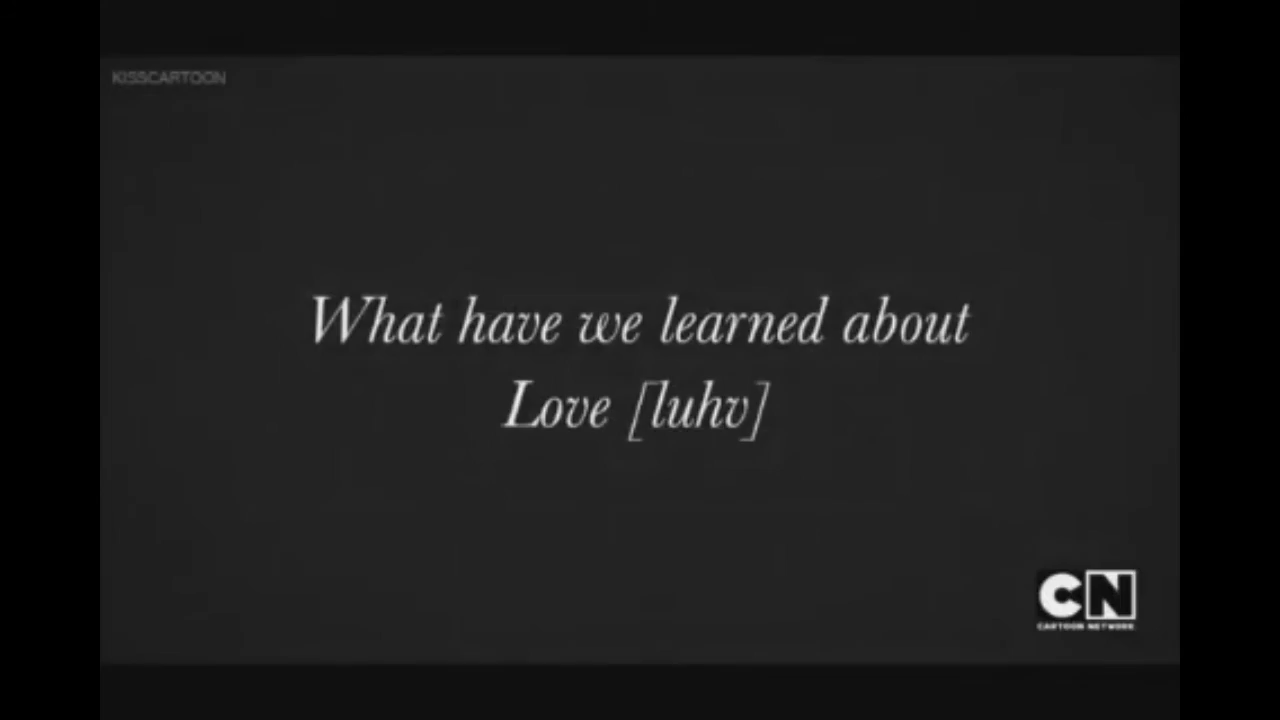 KISSCARTOON
What have we learned about
Love [luhv]
CN
CARTOON NETWORK